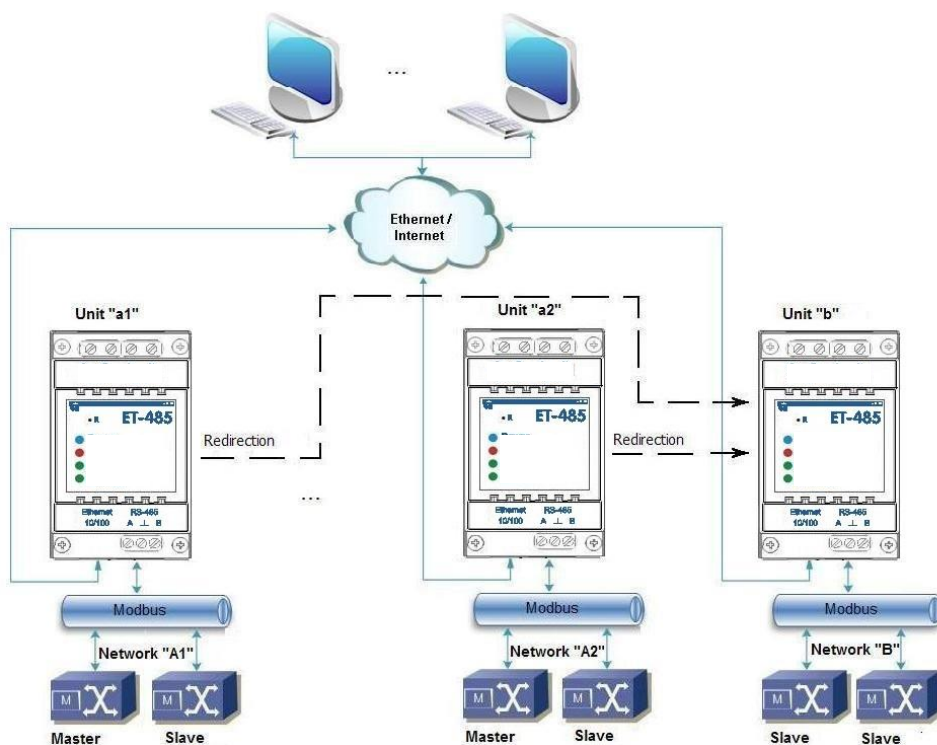 ...
Ethernet /
Internet
Unit "a1"
Unit "a2"
Unit "b"
R
ET-485
R
ET-485
R
ET-485
Redirection
Redirection
...
Ethernet RS-485
10/100 A ⊥ B
Ethernet RS-485
10/100 A ⊥ B
Ethernet RS-485
10/100 A ⊥ B
Modbus
Modbus
Modbus
Network "A1"
Network "A2"
Network "B"
M
M
M
M
M
M
Master
Slave
Master
Slave
Slave
Slave